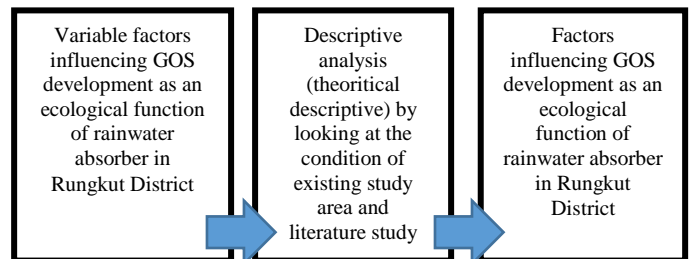 Variable factors
influencing GOS
development as an
ecological function
of rainwater
absorber in
Rungkut District
Descriptive
analysis
(theoritical
descriptive) by
looking at the
condition of
existing study
area and
literature study
Factors
influencing GOS
development as an
ecological
function of
rainwater absorber
in Rungkut
District